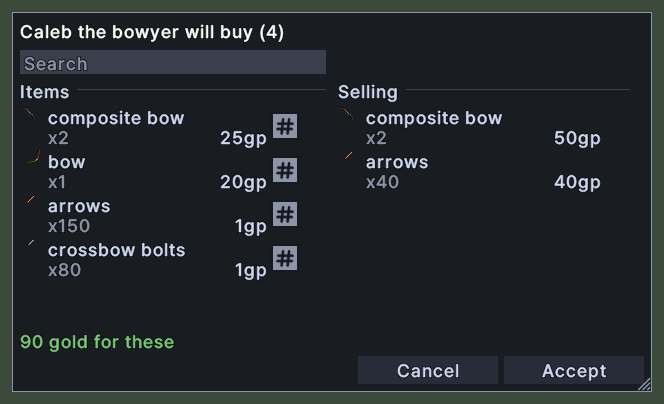 Caleb the bowyer will buy (4)
Search
Items
composite bow
x2 25gp #
bow
x1 20gp #
arrows
x150 1gp #
crossbow bolts
x80 1gp #
Selling
composite bow
x2 50gp
arrows
x40 40gp
90 gold for these
Cancel Accept